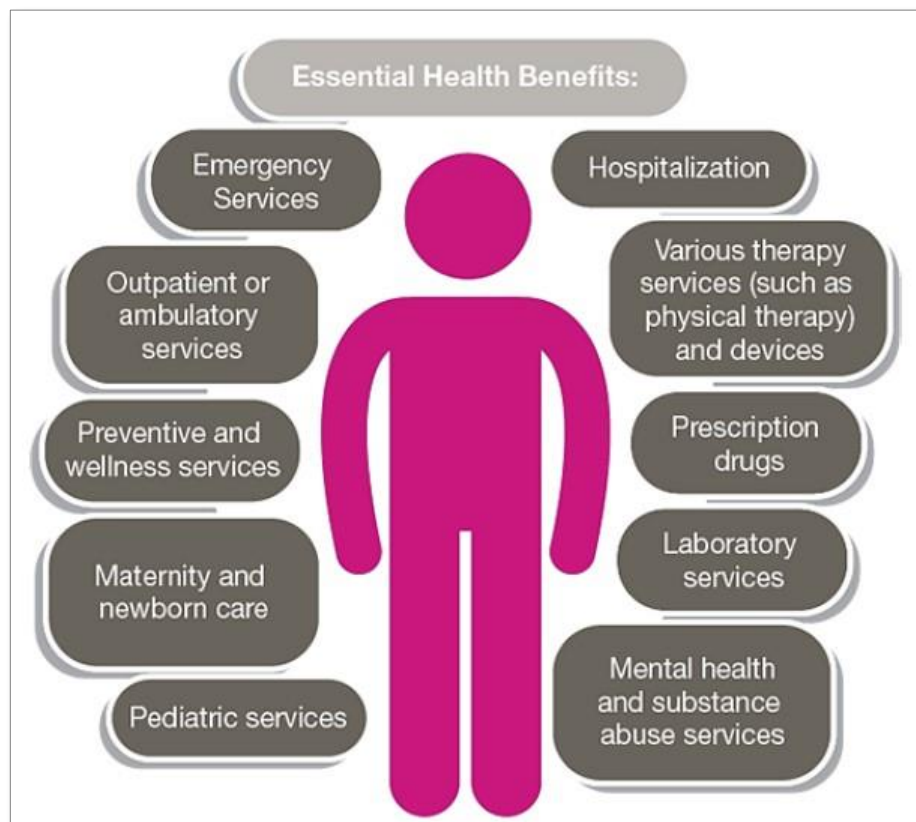 Essential Health Benefits:
Emergency
Services
Outpatient or
ambulatory
services
Preventive and
wellness services
Maternity and
newborn care
Pediatric services
Hospitalization
Various therapy
services (such as
physical therapy)
and devices
Prescription
drugs
Laboratory
services
Mental health
and substance
abuse services